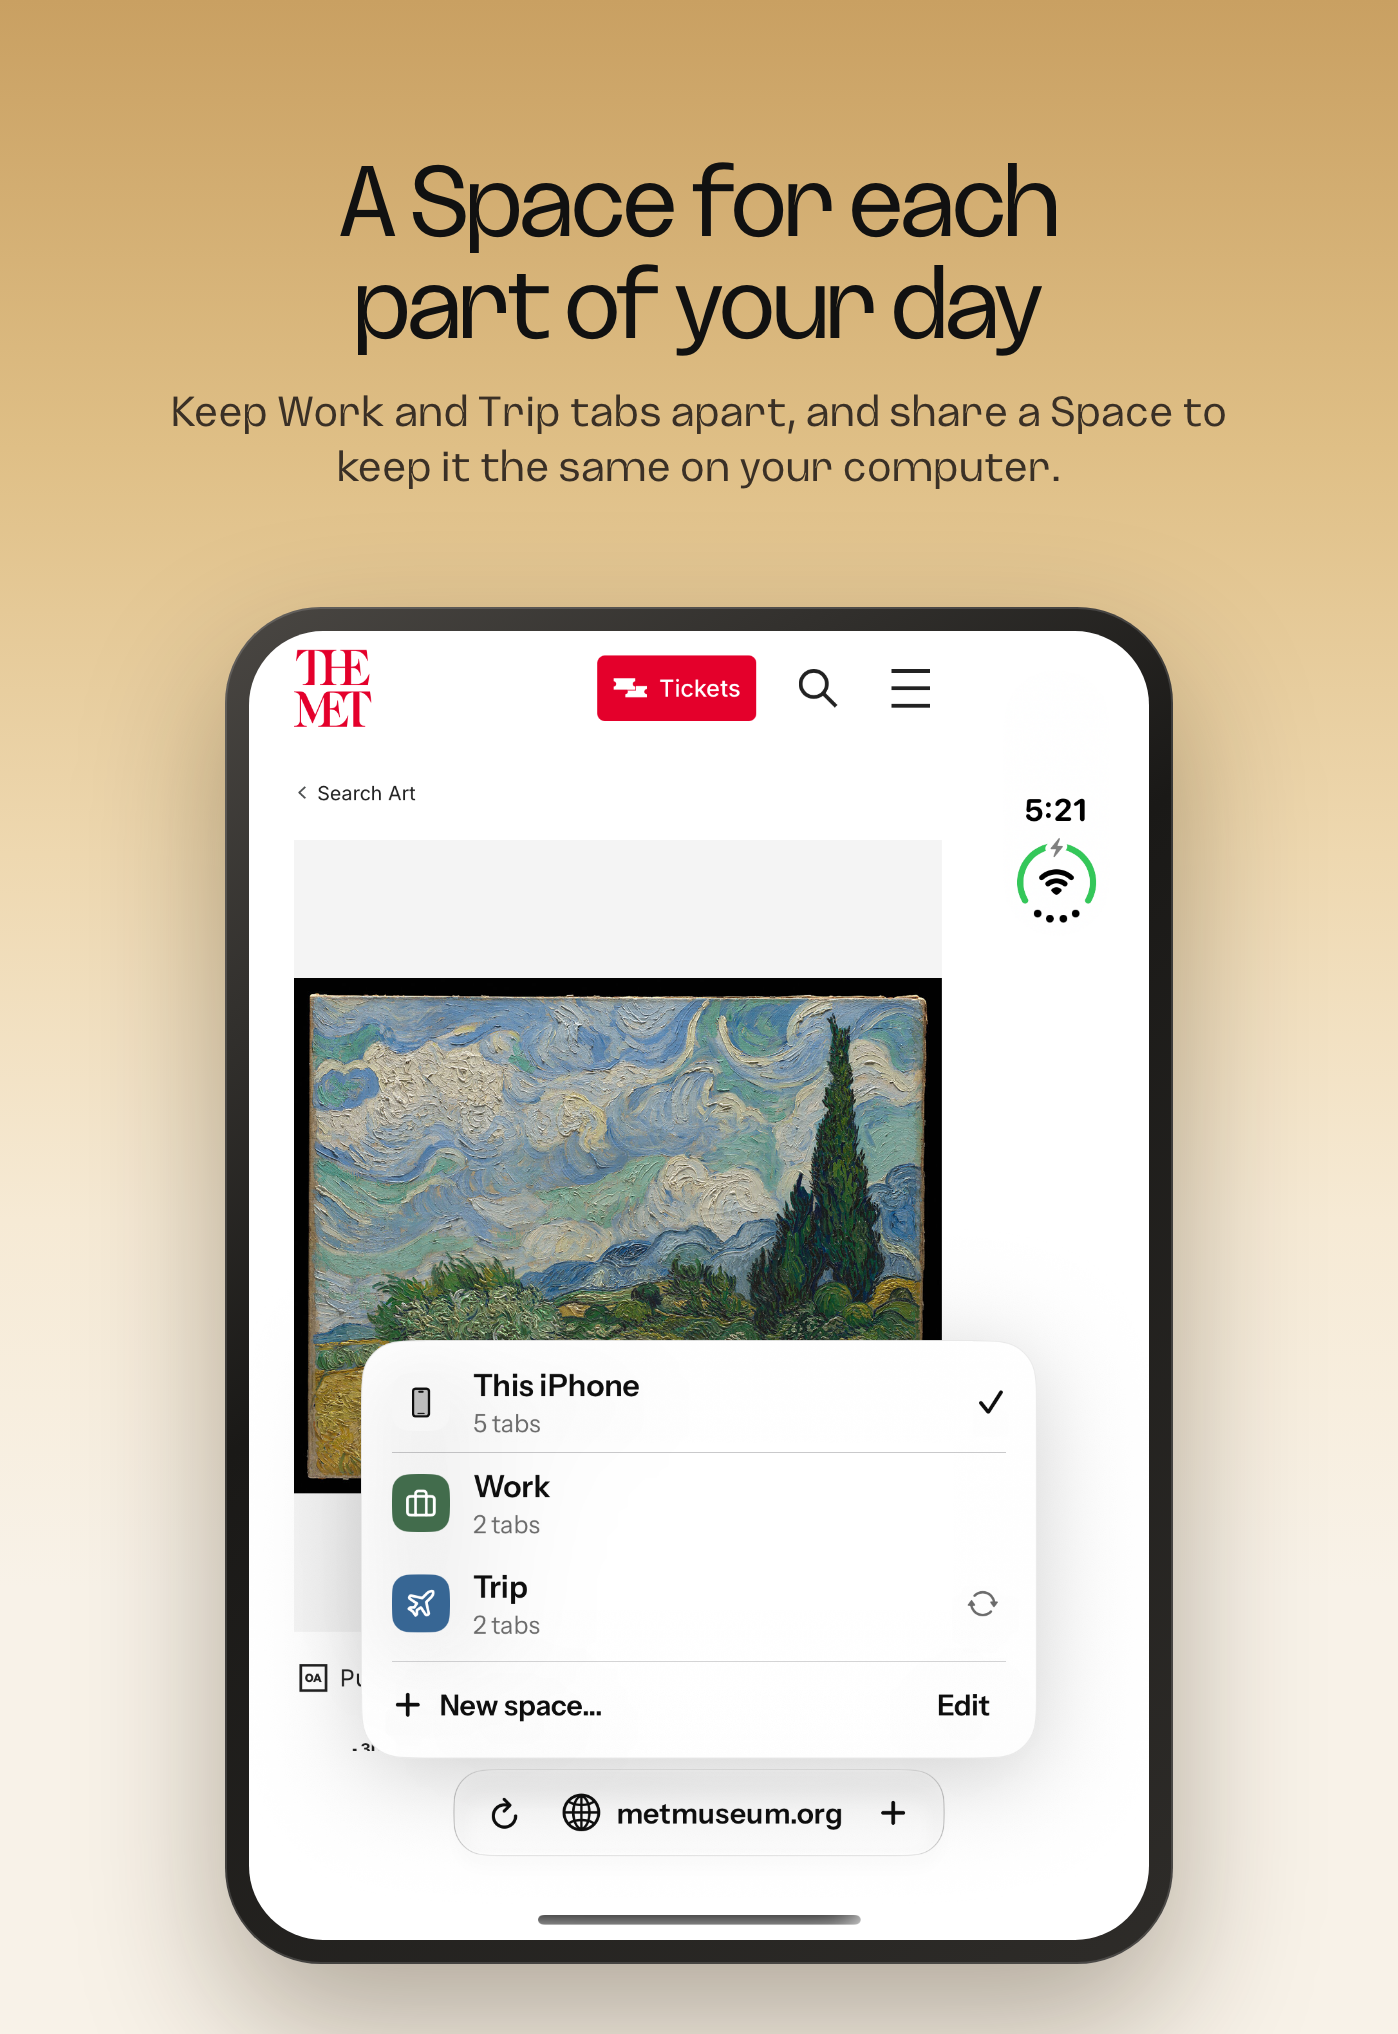 A Space for each
part of your day
Keep Work and Trip tabs apart, and share a Space to
keep it the same on your computer.
THE
MET
Tickets
Search Art
5:21
This iPhone
5 tabs
Work
2 tabs
Trip
2 tabs
OA
New space...
Edit
metmuseum.org